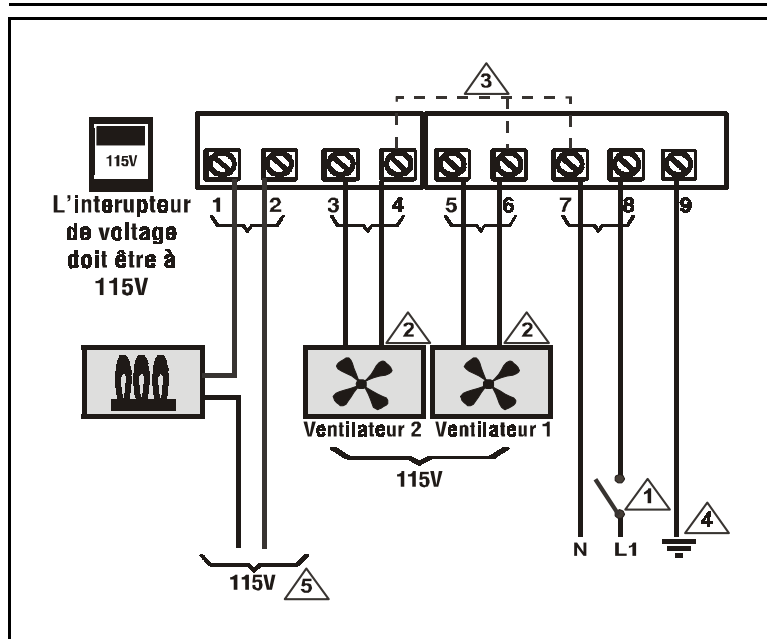 3
115V
L'interupteur
de voltage
doit être à
115V
1 2 3 4 5 6 7 8 9
2 2
Ventilateur 2 Ventilateur 1
115V
1
4
N L1
115V 5